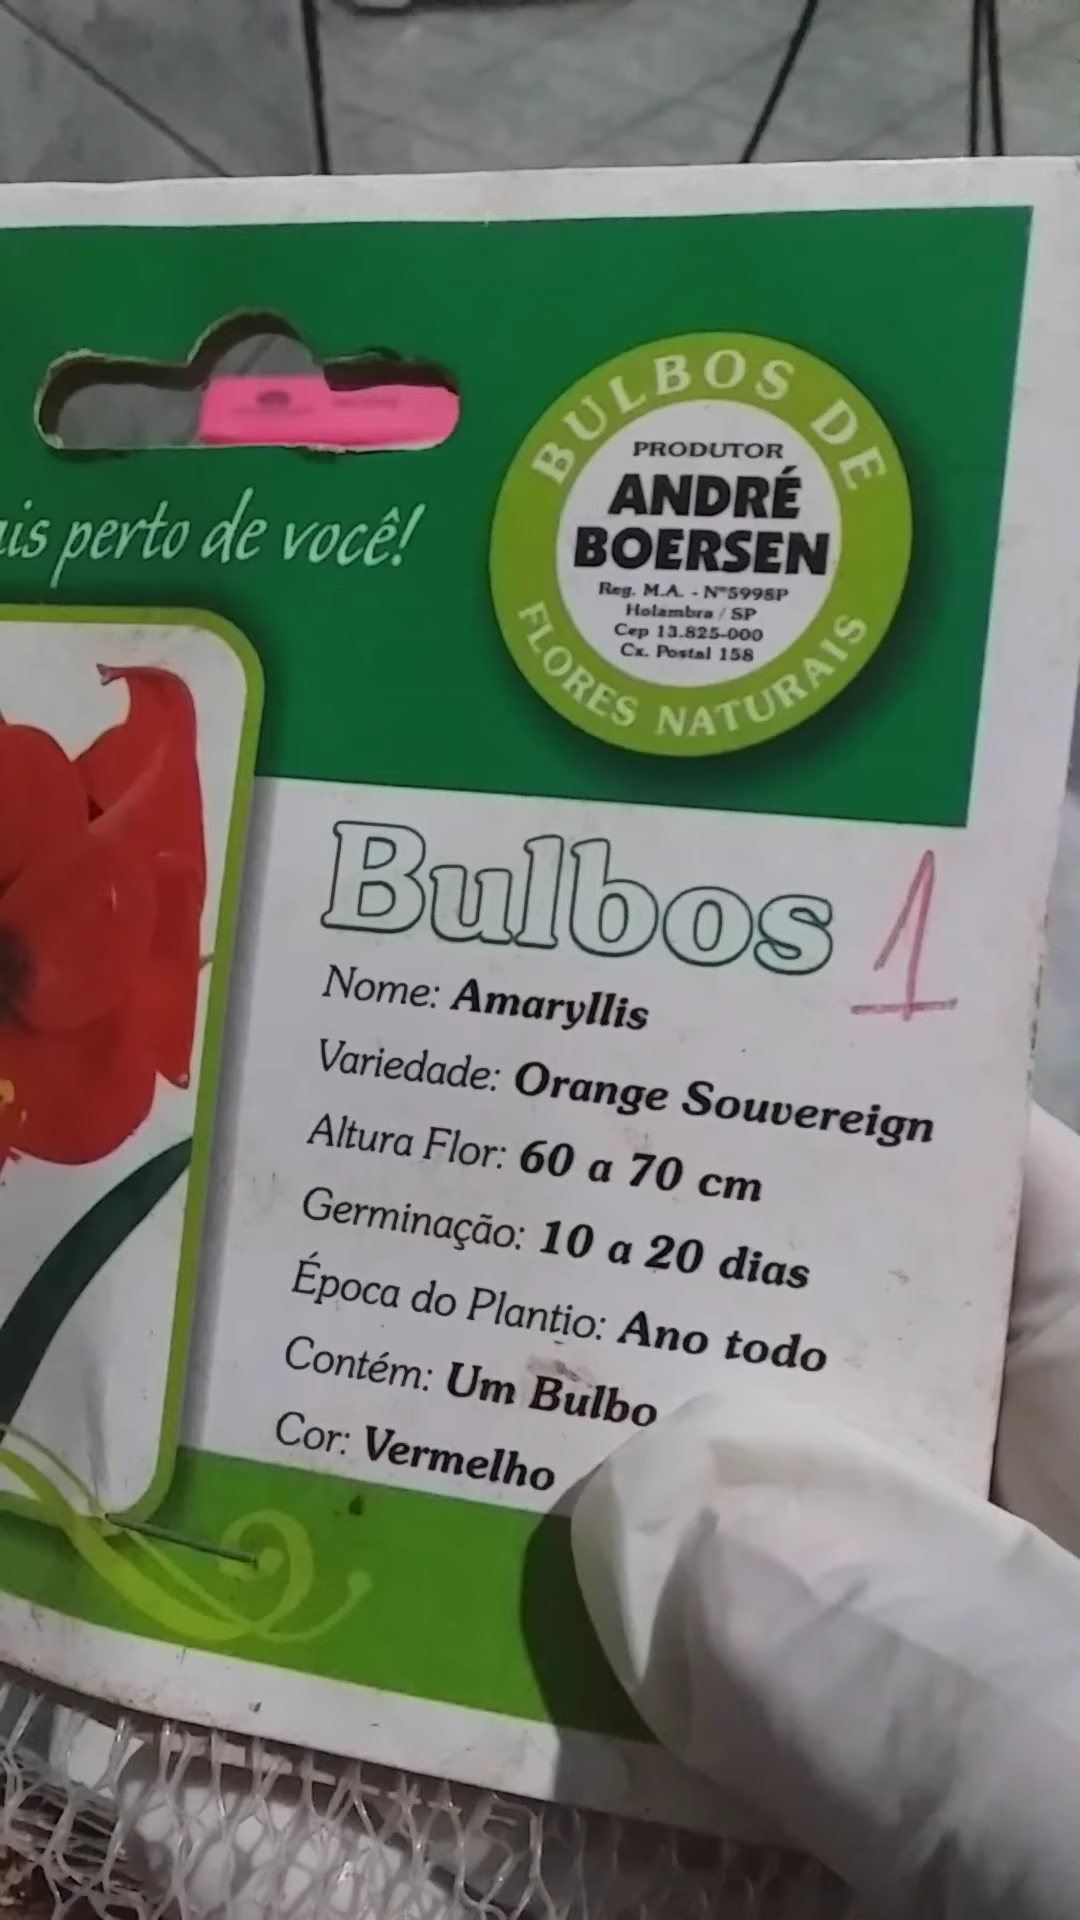 BULBOS DE
PRODUTOR
ANDRÉ
BOERSEN
Reg. M.A. - Nº5998P
Holambra / SP
Cep 13.825-000
Cx. Postal 158
FLORES NATURAIS
perto de você!
Bulbos 1
Nome: Amaryllis
Variedade: Orange Souvereign
Altura Flor: 60 a 70 cm
Germinação: 10 a 20 dias
Época do Plantio: Ano todo
Contém: Um Bulbo
Cor: Vermelho